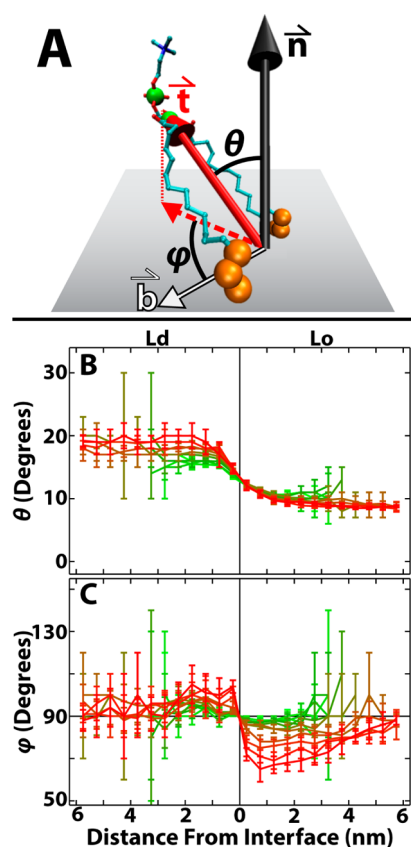 A
n
t
θ
φ
b
Ld Lo
B
30
20
10
0
θ (Degrees)
C
130
90
50
φ (Degrees)
6 4 2 0 2 4 6
Distance From Interface (nm)